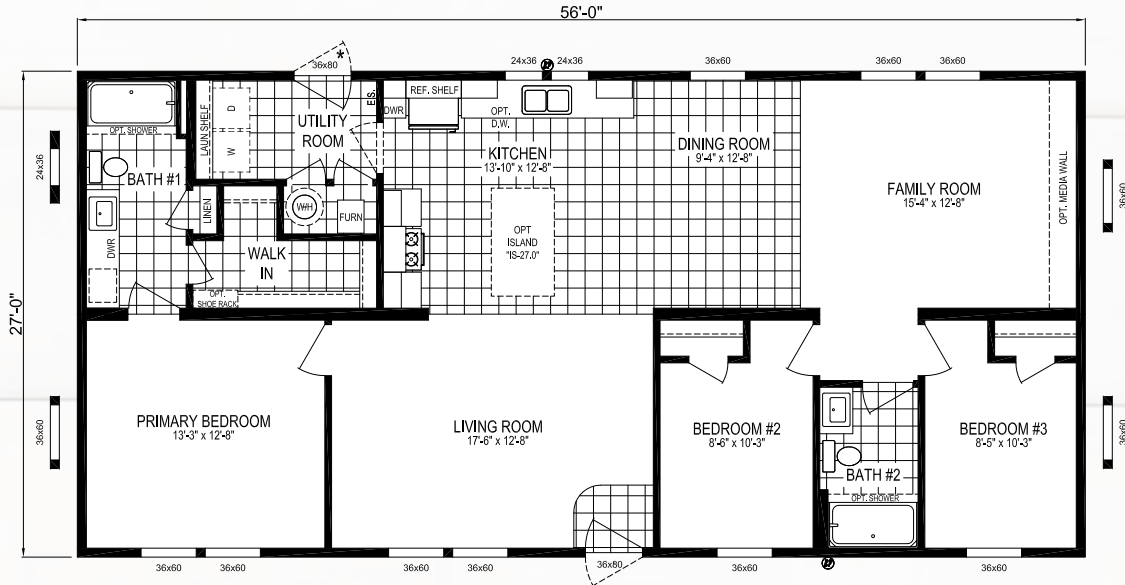 56'-0"
36x80
*
24x36
24x36
36x60
36x60
36x60
27'-0"
24x36
36x60
36x60
36x60
OPT. SHOWER
BATH #1
DWR
LINEN
LAUN SHELF
D
W
UTILITY
ROOM
E.S.
W/H
FURN
WALK
IN
OPT.
SHOE RACK
DWR
REF. SHELF
OPT.
D.W.
KITCHEN
13'-10" x 12'-8"
OPT
ISLAND
"IS-27.0"
DINING ROOM
9'-4" x 12'-8"
FAMILY ROOM
15'-4" x 12'-8"
OPT. MEDIA WALL
PRIMARY BEDROOM
13'-3" x 12'-8"
LIVING ROOM
17'-6" x 12'-8"
BEDROOM #2
8'-6" x 10'-3"
BATH #2
OPT. SHOWER
BEDROOM #3
8'-5" x 10'-3"
36x60
36x60
36x60
36x60
36x80
36x60
36x60